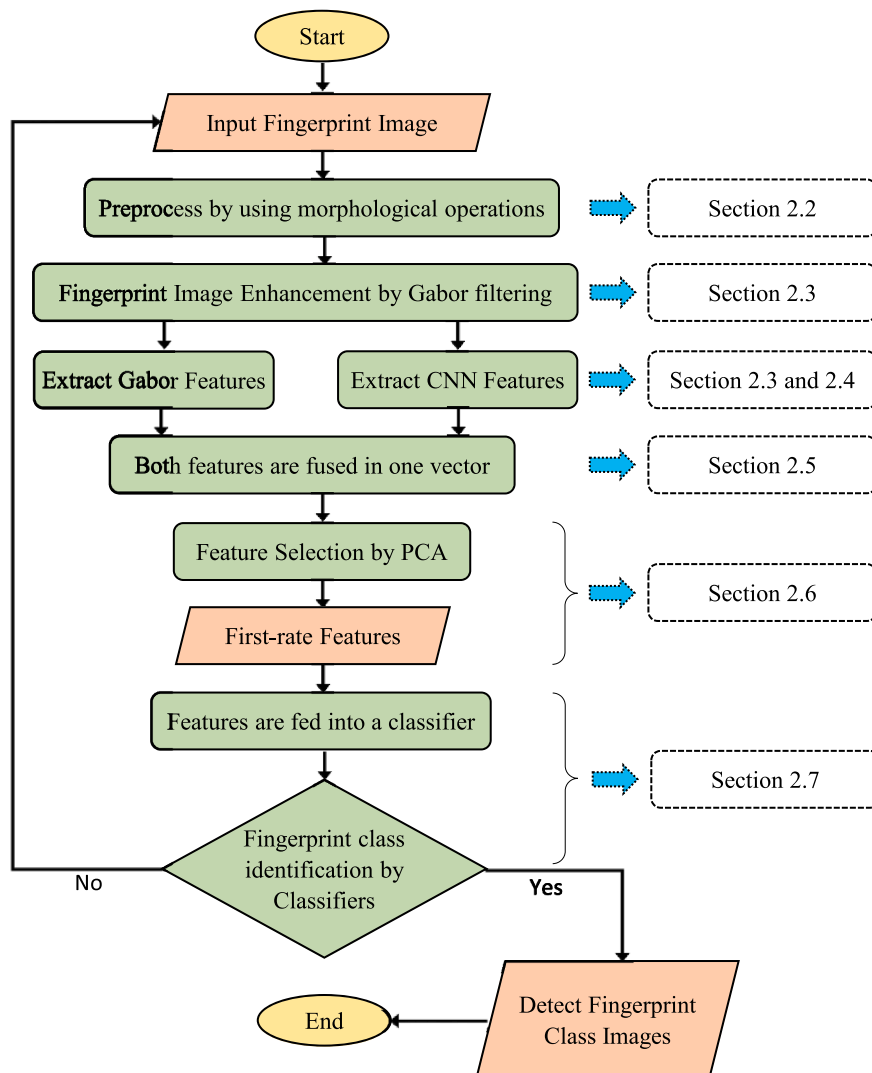 Start
Input Fingerprint Image
Preprocess by using morphological operations
Section 2.2
Fingerprint Image Enhancement by Gabor filtering
Section 2.3
Extract Gabor Features
Extract CNN Features
Section 2.3 and 2.4
Both features are fused in one vector
Section 2.5
Feature Selection by PCA
Section 2.6
First-rate Features
Features are fed into a classifier
Section 2.7
Fingerprint class
identification by
Classifiers
No
Yes
Detect Fingerprint
Class Images
End